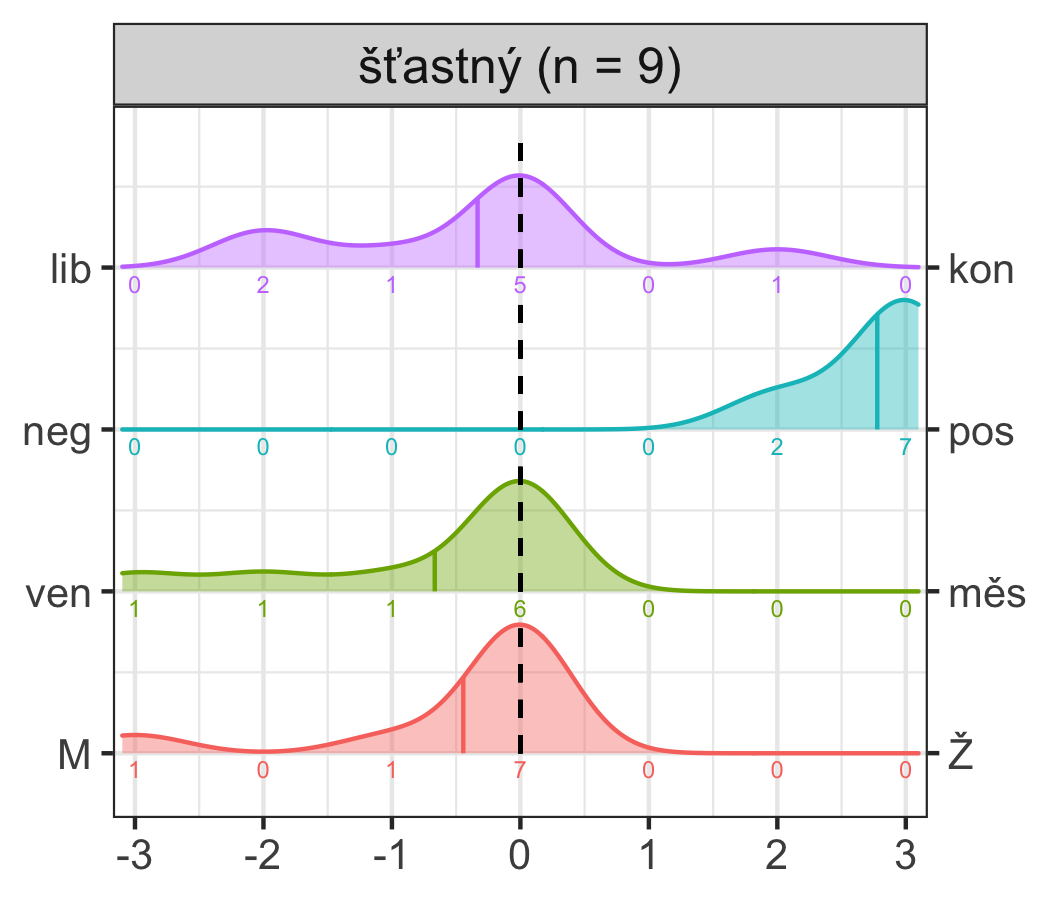 šťastný (n = 9)
lib kon
0 2 1 5 0 1 0
neg pos
0 0 0 0 0 2 7
ven měs
1 1 1 6 0 0 0
M Ž
1 0 1 7 0 0 0
-3 -2 -1 0 1 2 3